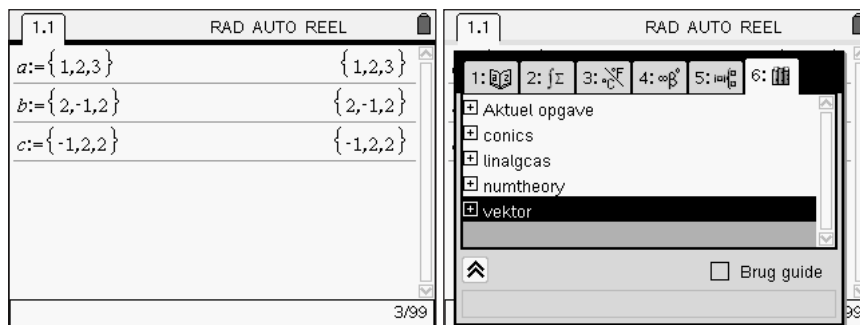 1.1 RAD AUTO REEL
a:={1,2,3} {1,2,3}
b:={2,-1,2} {2,-1,2}
c:={-1,2,2} {-1,2,2}
3/99
1.1 RAD AUTO REEL
1: 2: ∫Σ 3: °C°F 4: ∞β° 5: 6:
Aktuel opgave
conics
linalgcas
numtheory
vektor
Brug guide
99